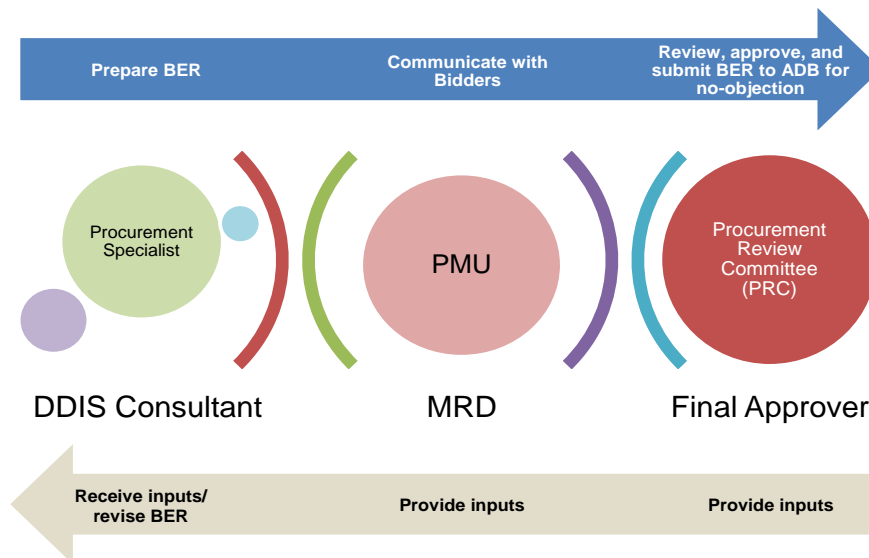 Prepare BER
Communicate with
Bidders
Review, approve, and
submit BER to ADB for
no-objection
Procurement
Specialist
PMU
Procurement
Review
Committee
(PRC)
DDIS Consultant
MRD
Final Approver
Receive inputs/
revise BER
Provide inputs
Provide inputs